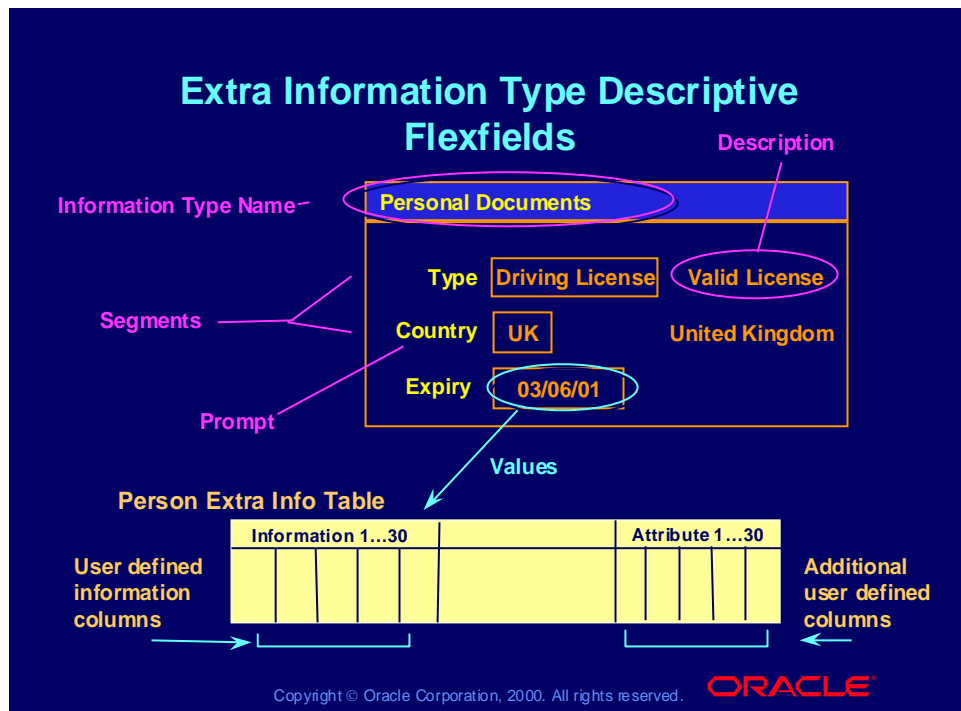 Extra Information Type Descriptive
Flexfields
Description
Information Type Name
Personal Documents
Type Driving License Valid License
Segments
Country UK United Kingdom
Expiry 03/06/01
Prompt
Values
Person Extra Info Table
Information 1…30 Attribute 1…30
User defined
information
columns
Additional
user defined
columns
Copyright © Oracle Corporation, 2000. All rights reserved.
ORACLE®